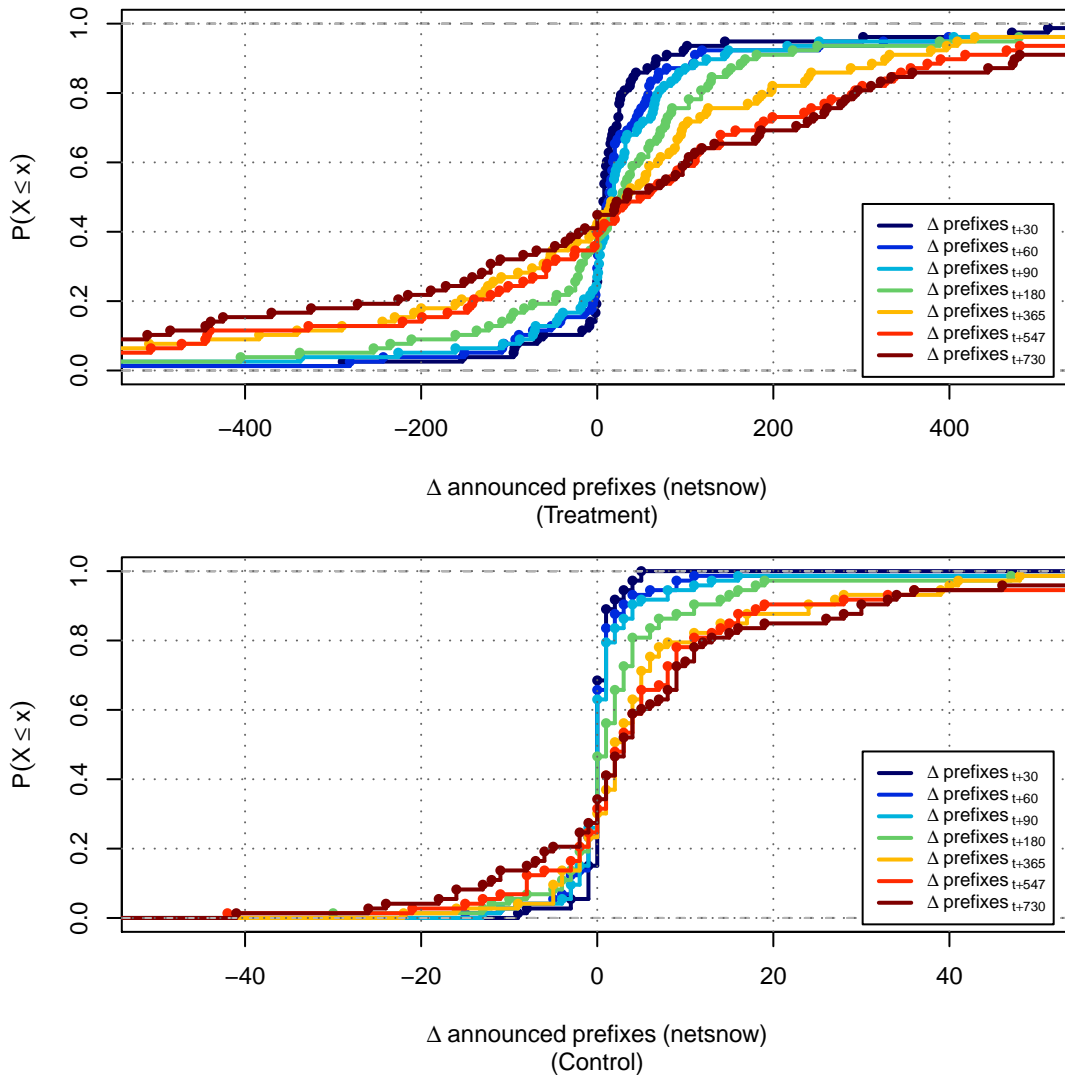 1.0
0.8
0.6
0.4
0.2
0.0
P(X ≤ x)
Δ prefixes t+30
Δ prefixes t+60
Δ prefixes t+90
Δ prefixes t+180
Δ prefixes t+365
Δ prefixes t+547
Δ prefixes t+730
−400 −200 0 200 400
Δ announced prefixes (netsnow)
(Treatment)
1.0
0.8
0.6
0.4
0.2
0.0
P(X ≤ x)
Δ prefixes t+30
Δ prefixes t+60
Δ prefixes t+90
Δ prefixes t+180
Δ prefixes t+365
Δ prefixes t+547
Δ prefixes t+730
−40 −20 0 20 40
Δ announced prefixes (netsnow)
(Control)